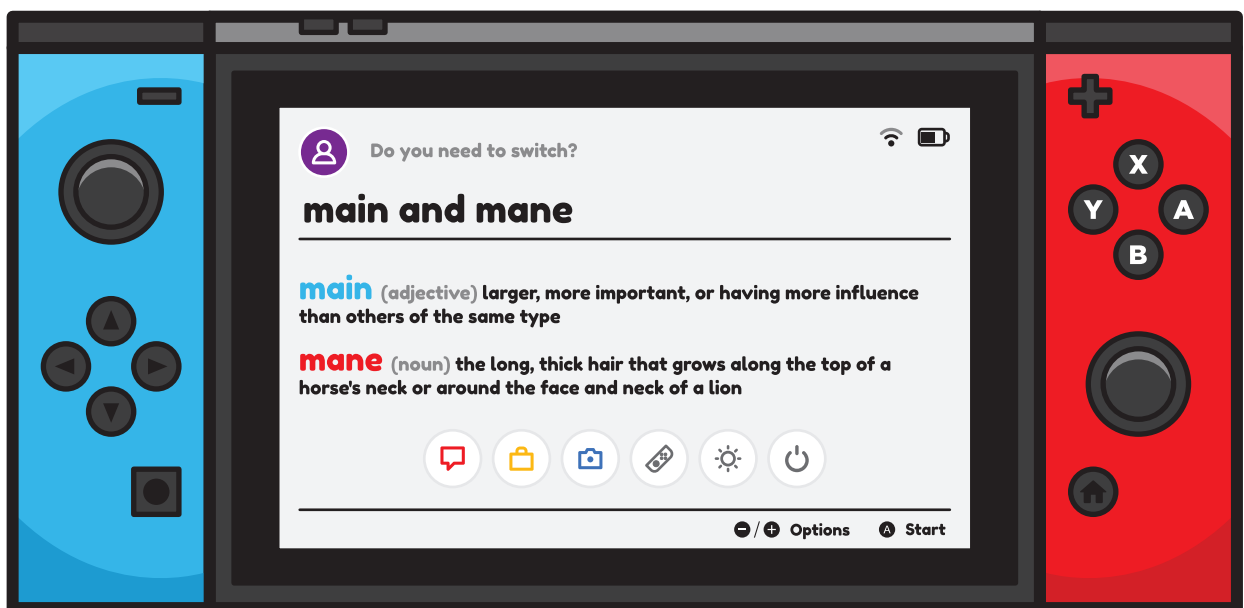 Do you need to switch?
main and mane
main (adjective) larger, more important, or having more influence
than others of the same type
mane (noun) the long, thick hair that grows along the top of a
horse's neck or around the face and neck of a lion
/ Options A Start
X
Y A
B